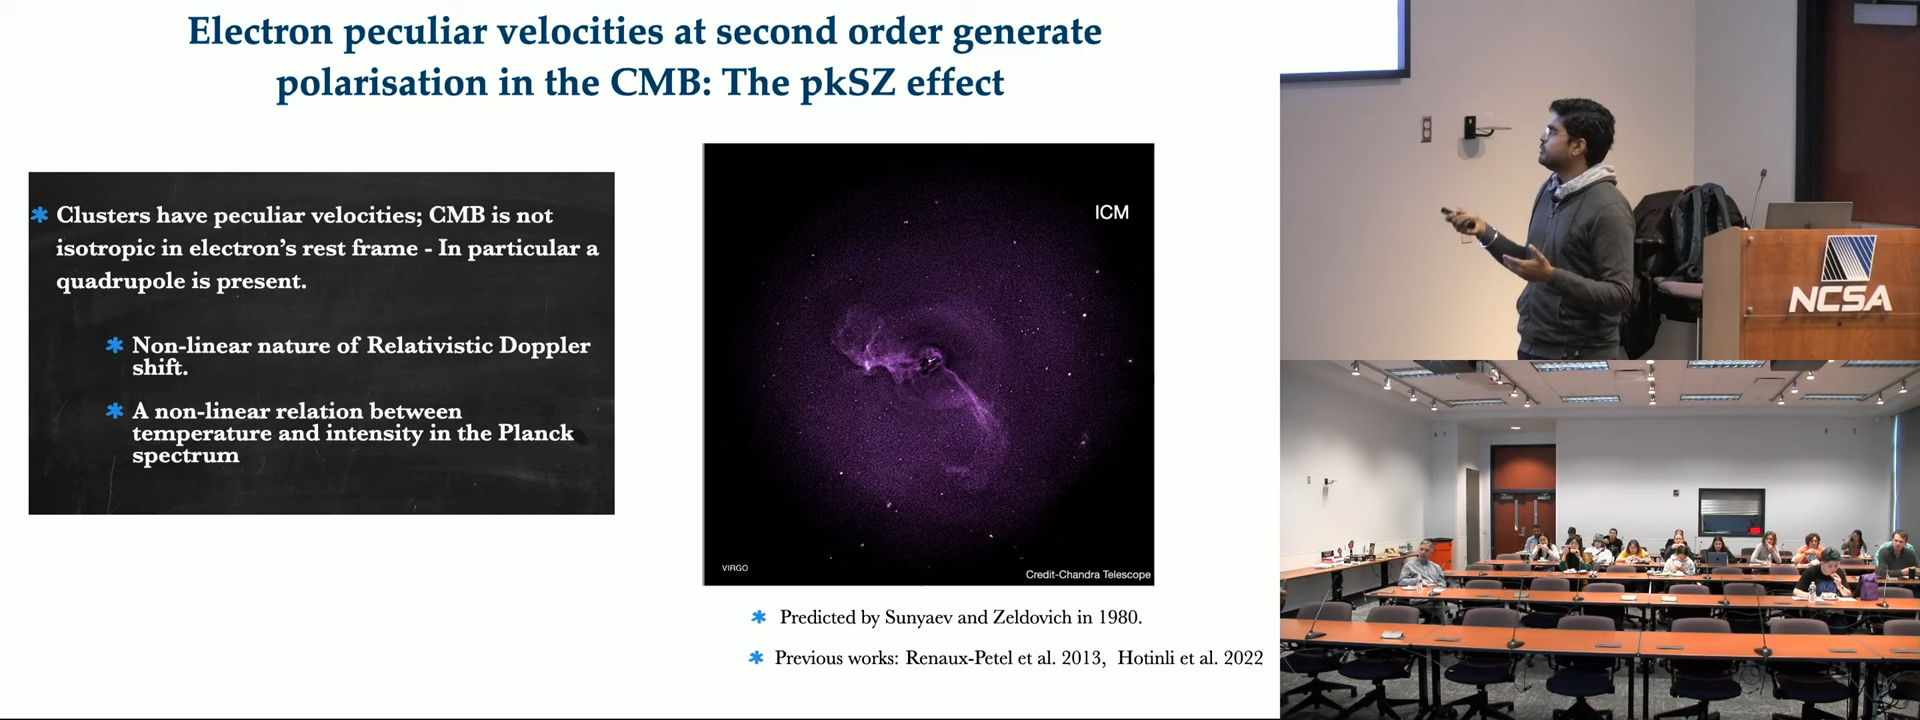 Electron peculiar velocities at second order generate
polarisation in the CMB: The pkSZ effect
Clusters have peculiar velocities; CMB is not
isotropic in electron's rest frame - In particular a
quadrupole is present.
Non-linear nature of Relativistic Doppler
shift.
A non-linear relation between
temperature and intensity in the Planck
spectrum
ICM
VIRGO
Credit-Chandra Telescope
Predicted by Sunyaev and Zeldovich in 1980.
Previous works: Renaux-Petel et al. 2013, Hotinli et al. 2022
NCSA